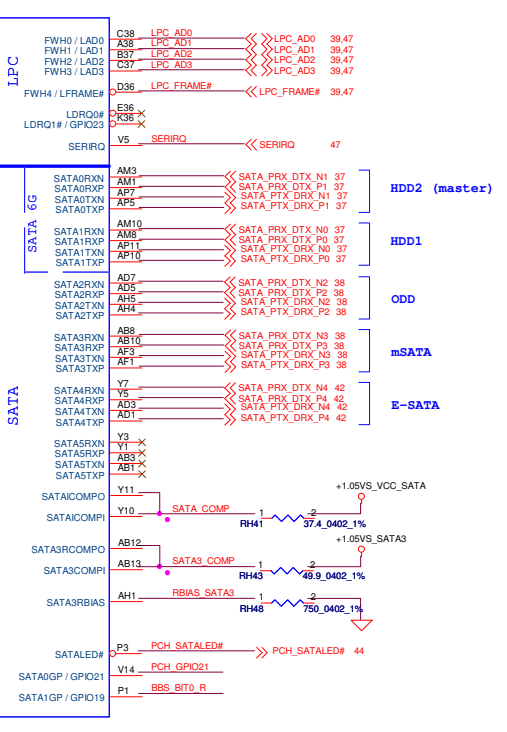 LPC
FWH0 / LAD0 C38 LPC_AD0 LPC_AD0 39,47
FWH1 / LAD1 A38 LPC_AD1 LPC_AD1 39,47
FWH2 / LAD2 B37 LPC_AD2 LPC_AD2 39,47
FWH3 / LAD3 C37 LPC_AD3 LPC_AD3 39,47
FWH4 / LFRAME# D36 LPC_FRAME# LPC_FRAME# 39,47
LDRQ0# E36
LDRQ1# / GPIO23 K36
SERIRQ V5 SERIRQ SERIRQ 47
SATA 6G
SATA0RXN AM3 SATA_PRX_DTX_N1 37
SATA0RXP AM1 SATA_PRX_DTX_P1 37
SATA0TXN AP7 SATA_PTX_DRX_N1 37
SATA0TXP AP5 SATA_PTX_DRX_P1 37
HDD2 (master)
SATA1RXN AM10 SATA_PRX_DTX_N0 37
SATA1RXP AM8 SATA_PRX_DTX_P0 37
SATA1TXN AP11 SATA_PTX_DRX_N0 37
SATA1TXP AP10 SATA_PTX_DRX_P0 37
HDD1
SATA2RXN AD7 SATA_PRX_DTX_N2 38
SATA2RXP AD5 SATA_PRX_DTX_P2 38
SATA2TXN AH5 SATA_PTX_DRX_N2 38
SATA2TXP AH4 SATA_PTX_DRX_P2 38
ODD
SATA
SATA3RXN AB8 SATA_PRX_DTX_N3 38
SATA3RXP AB10 SATA_PRX_DTX_P3 38
SATA3TXN AF3 SATA_PTX_DRX_N3 38
SATA3TXP AF1 SATA_PTX_DRX_P3 38
mSATA
SATA4RXN Y7 SATA_PRX_DTX_N4 42
SATA4RXP Y5 SATA_PRX_DTX_P4 42
SATA4TXN AD3 SATA_PTX_DRX_N4 42
SATA4TXP AD1 SATA_PTX_DRX_P4 42
E-SATA
SATA5RXN Y3
SATA5RXP Y1
SATA5TXN AB3
SATA5TXP AB1
+1.05VS_VCC_SATA
SATAICOMPO Y11
SATAICOMPI Y10 SATA_COMP 1 2
RH41 37.4_0402_1%
+1.05VS_SATA3
SATA3RCOMPO AB12
SATA3COMPI AB13 SATA3_COMP 1 2
RH43 49.9_0402_1%
SATA3RBIAS AH1 RBIAS_SATA3 1 2
RH48 750_0402_1%
SATALED# P3 PCH_SATALED# PCH_SATALED# 44
SATA0GP / GPIO21 V14 PCH_GPIO21
SATA1GP / GPIO19 P1 BBS_BIT0_R